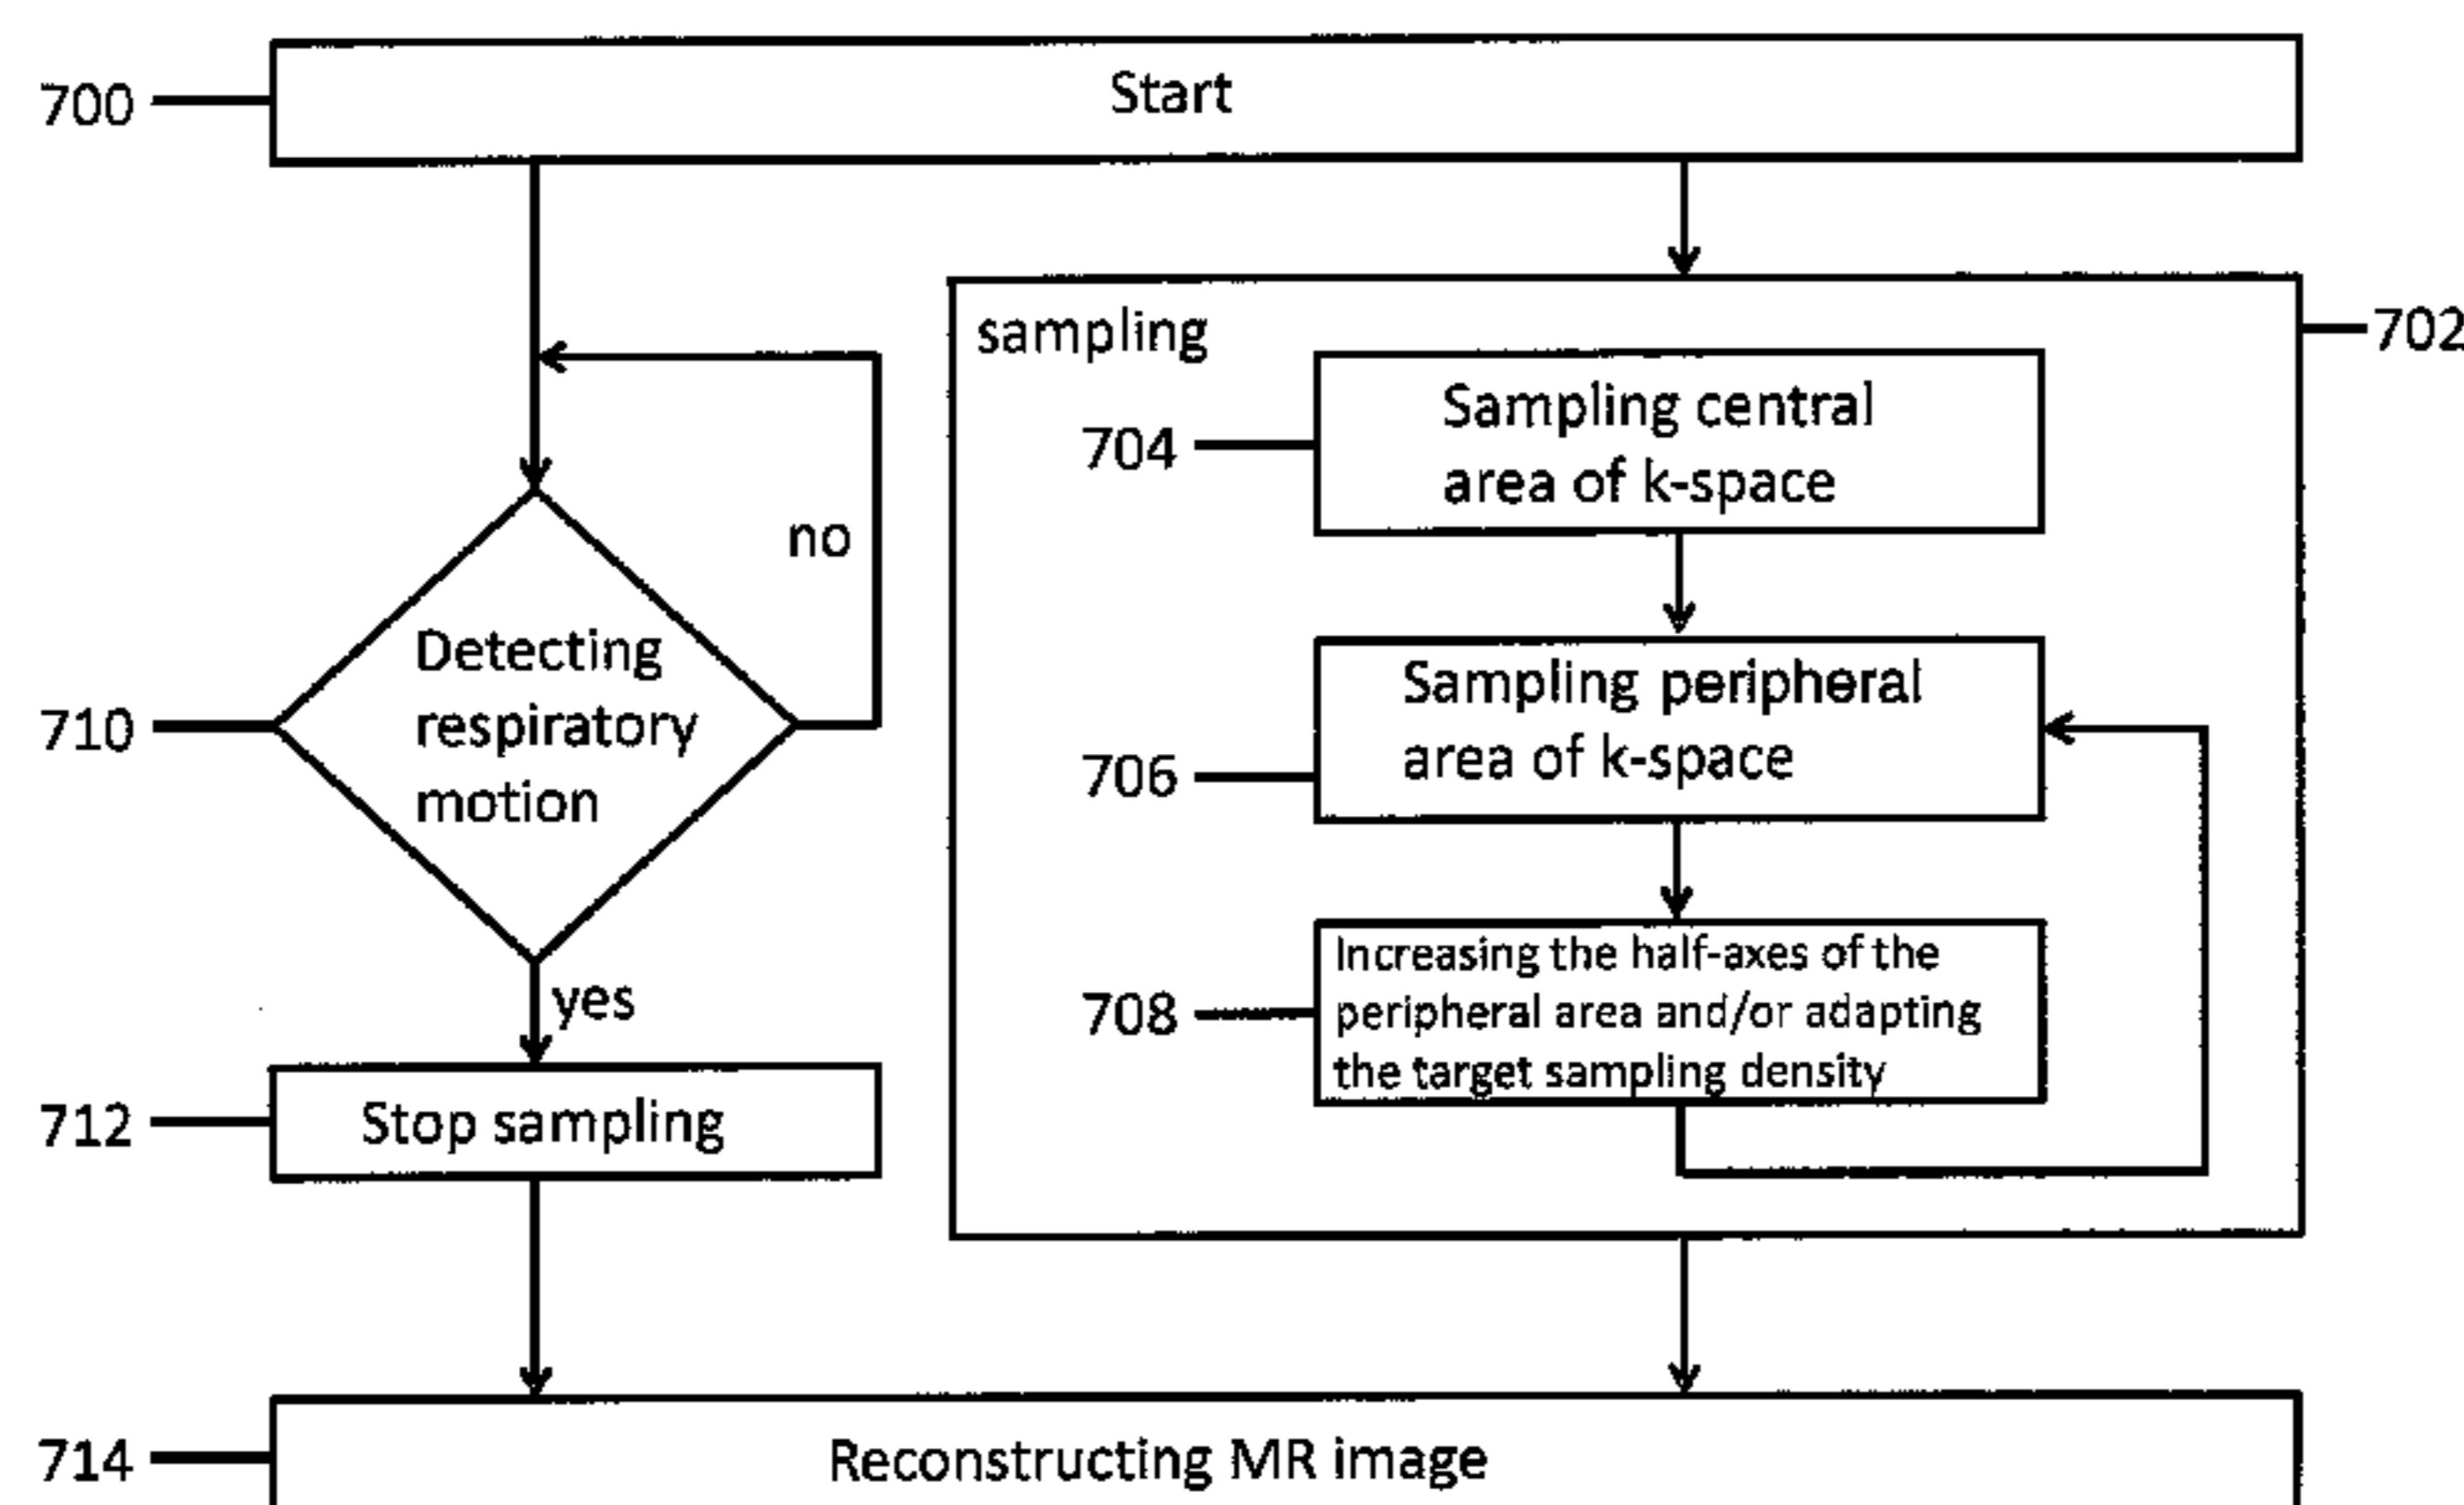 700
Start
sampling
702
704
Sampling central
area of k-space
no
706
Sampling peripheral
area of k-space
710
Detecting
respiratory
motion
708
Increasing the half-axes of the
peripheral area and/or adapting
the target sampling density
yes
712
Stop sampling
714
Reconstructing MR image